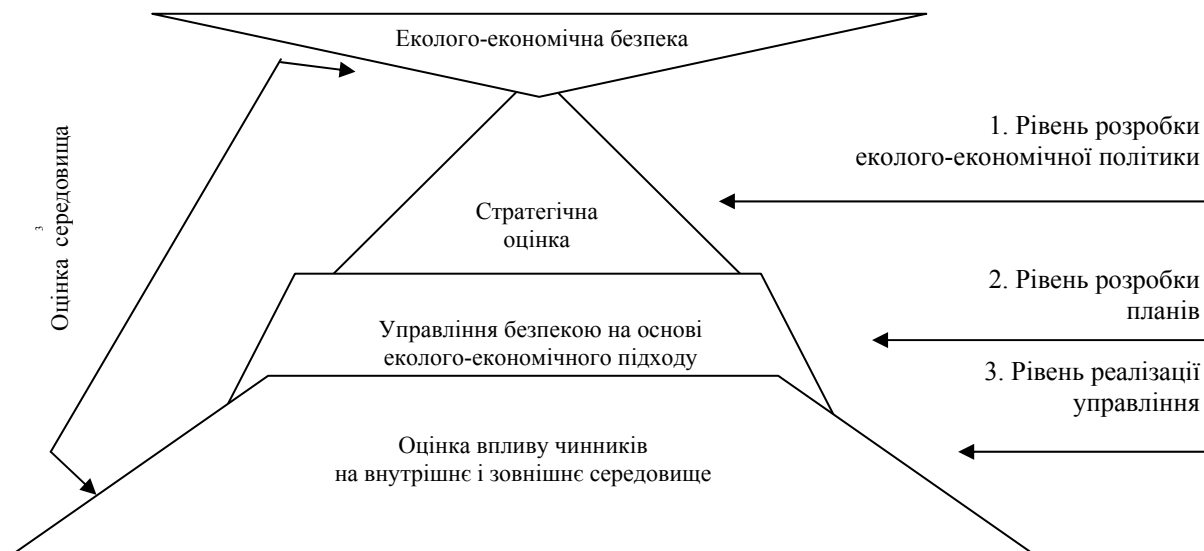 Еколого-економічна безпека
Оцінка середовища
з
1. Рівень розробки
еколого-економічної політики
Стратегічна
оцінка
2. Рівень розробки
планів
Управління безпекою на основі
еколого-економічного підходу
3. Рівень реалізації
управління
Оцінка впливу чинників
на внутрішнє і зовнішнє середовище